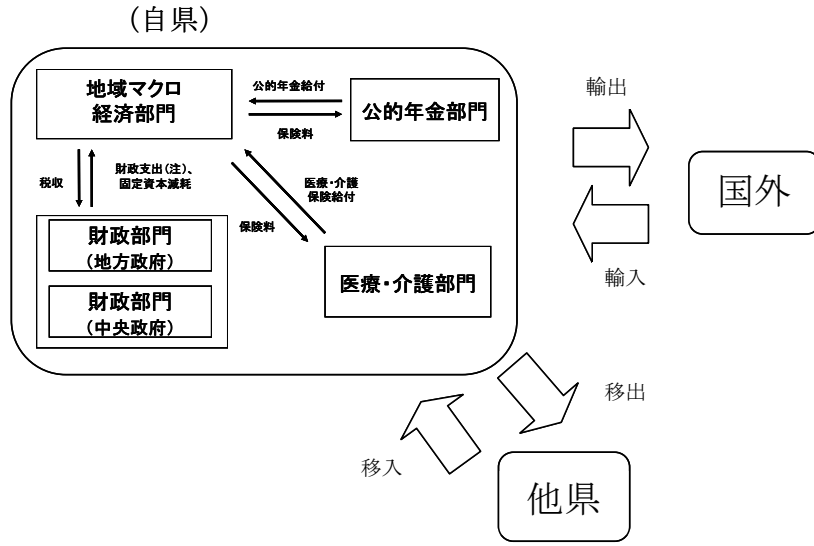 (自県)
地域マクロ
経済部門
公的年金給付
保険料
公的年金部門
税収
財政支出(注)、
固定資本減耗
医療・介護
保険給付
保険料
財政部門
(地方政府)
財政部門
(中央政府)
医療・介護部門
輸出
国外
輸入
移出
移入
他県